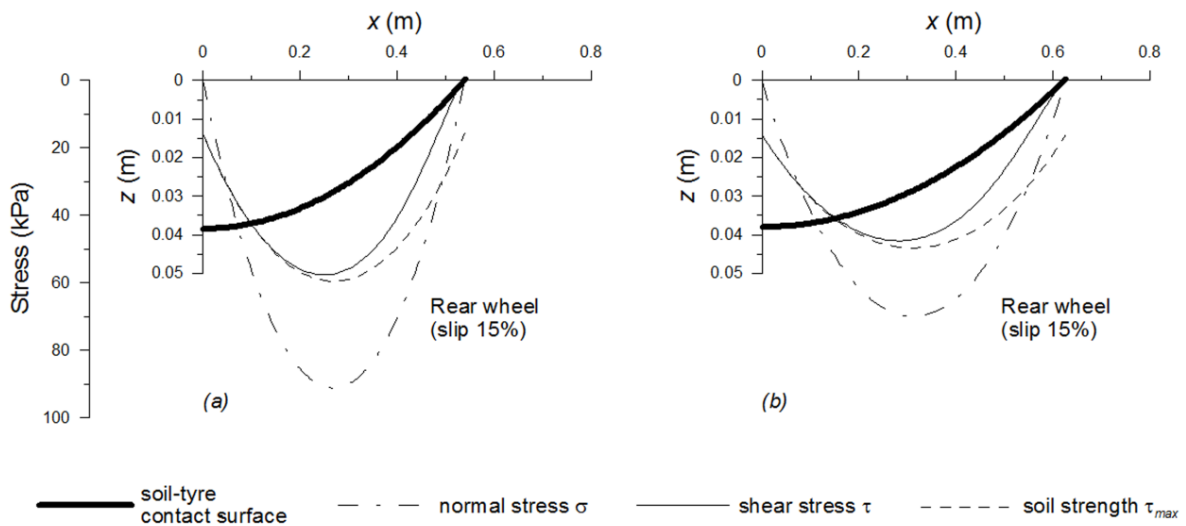 x (m)
0 0.2 0.4 0.6 0.8
0
0.01
0.02
0.03
0.04
0.05
z (m)
0
20
40
60
80
100
Stress (kPa)
Rear wheel
(slip 15%)
(a)
x (m)
0 0.2 0.4 0.6 0.8
0
0.01
0.02
0.03
0.04
0.05
z (m)
Rear wheel
(slip 15%)
(b)
soil-tyre
contact surface
normal stress σ
shear stress τ
soil strength τmax